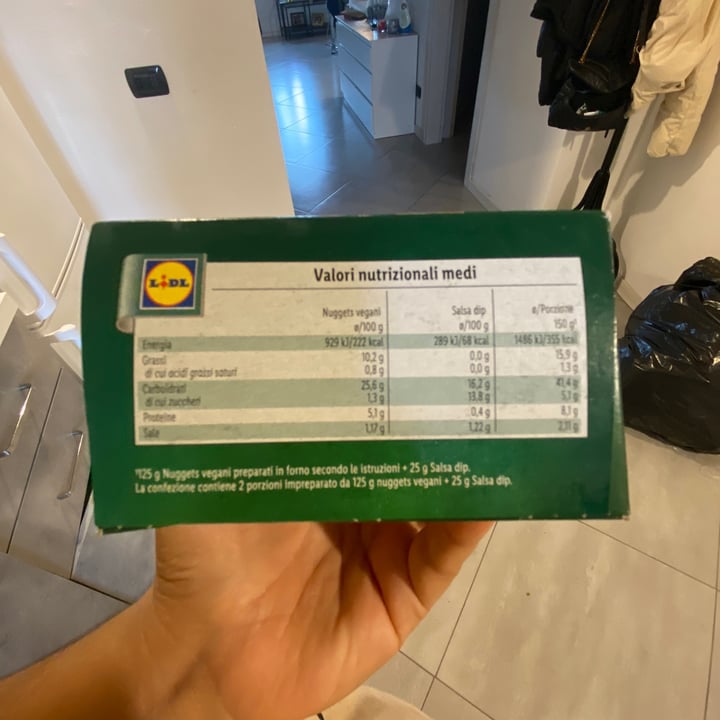 LIDL
Valori nutrizionali medi
Nuggets vegani Salsa dip ø/Porzione
ø/100 g ø/100 g 150 g¹
Energia 929 kJ/222 kcal 289 kJ/68 kcal 1486 kJ/355 kcal
Grassi 10,2 g 0,0 g 15,9 g
di cui acidi grassi saturi 0,8 g 0,0 g 1,3 g
Carboidrati 25,6 g 16,2 g 41,4 g
di cui zuccheri 1,3 g 13,8 g 5,1 g
Proteine 5,1 g 0,4 g 8,1 g
Sale 1,17 g 1,22 g 2,11 g
¹125 g Nuggets vegani preparati in forno secondo le istruzioni + 25 g Salsa dip.
La confezione contiene 2 porzioni impreparato da 125 g nuggets vegani + 25 g Salsa dip.